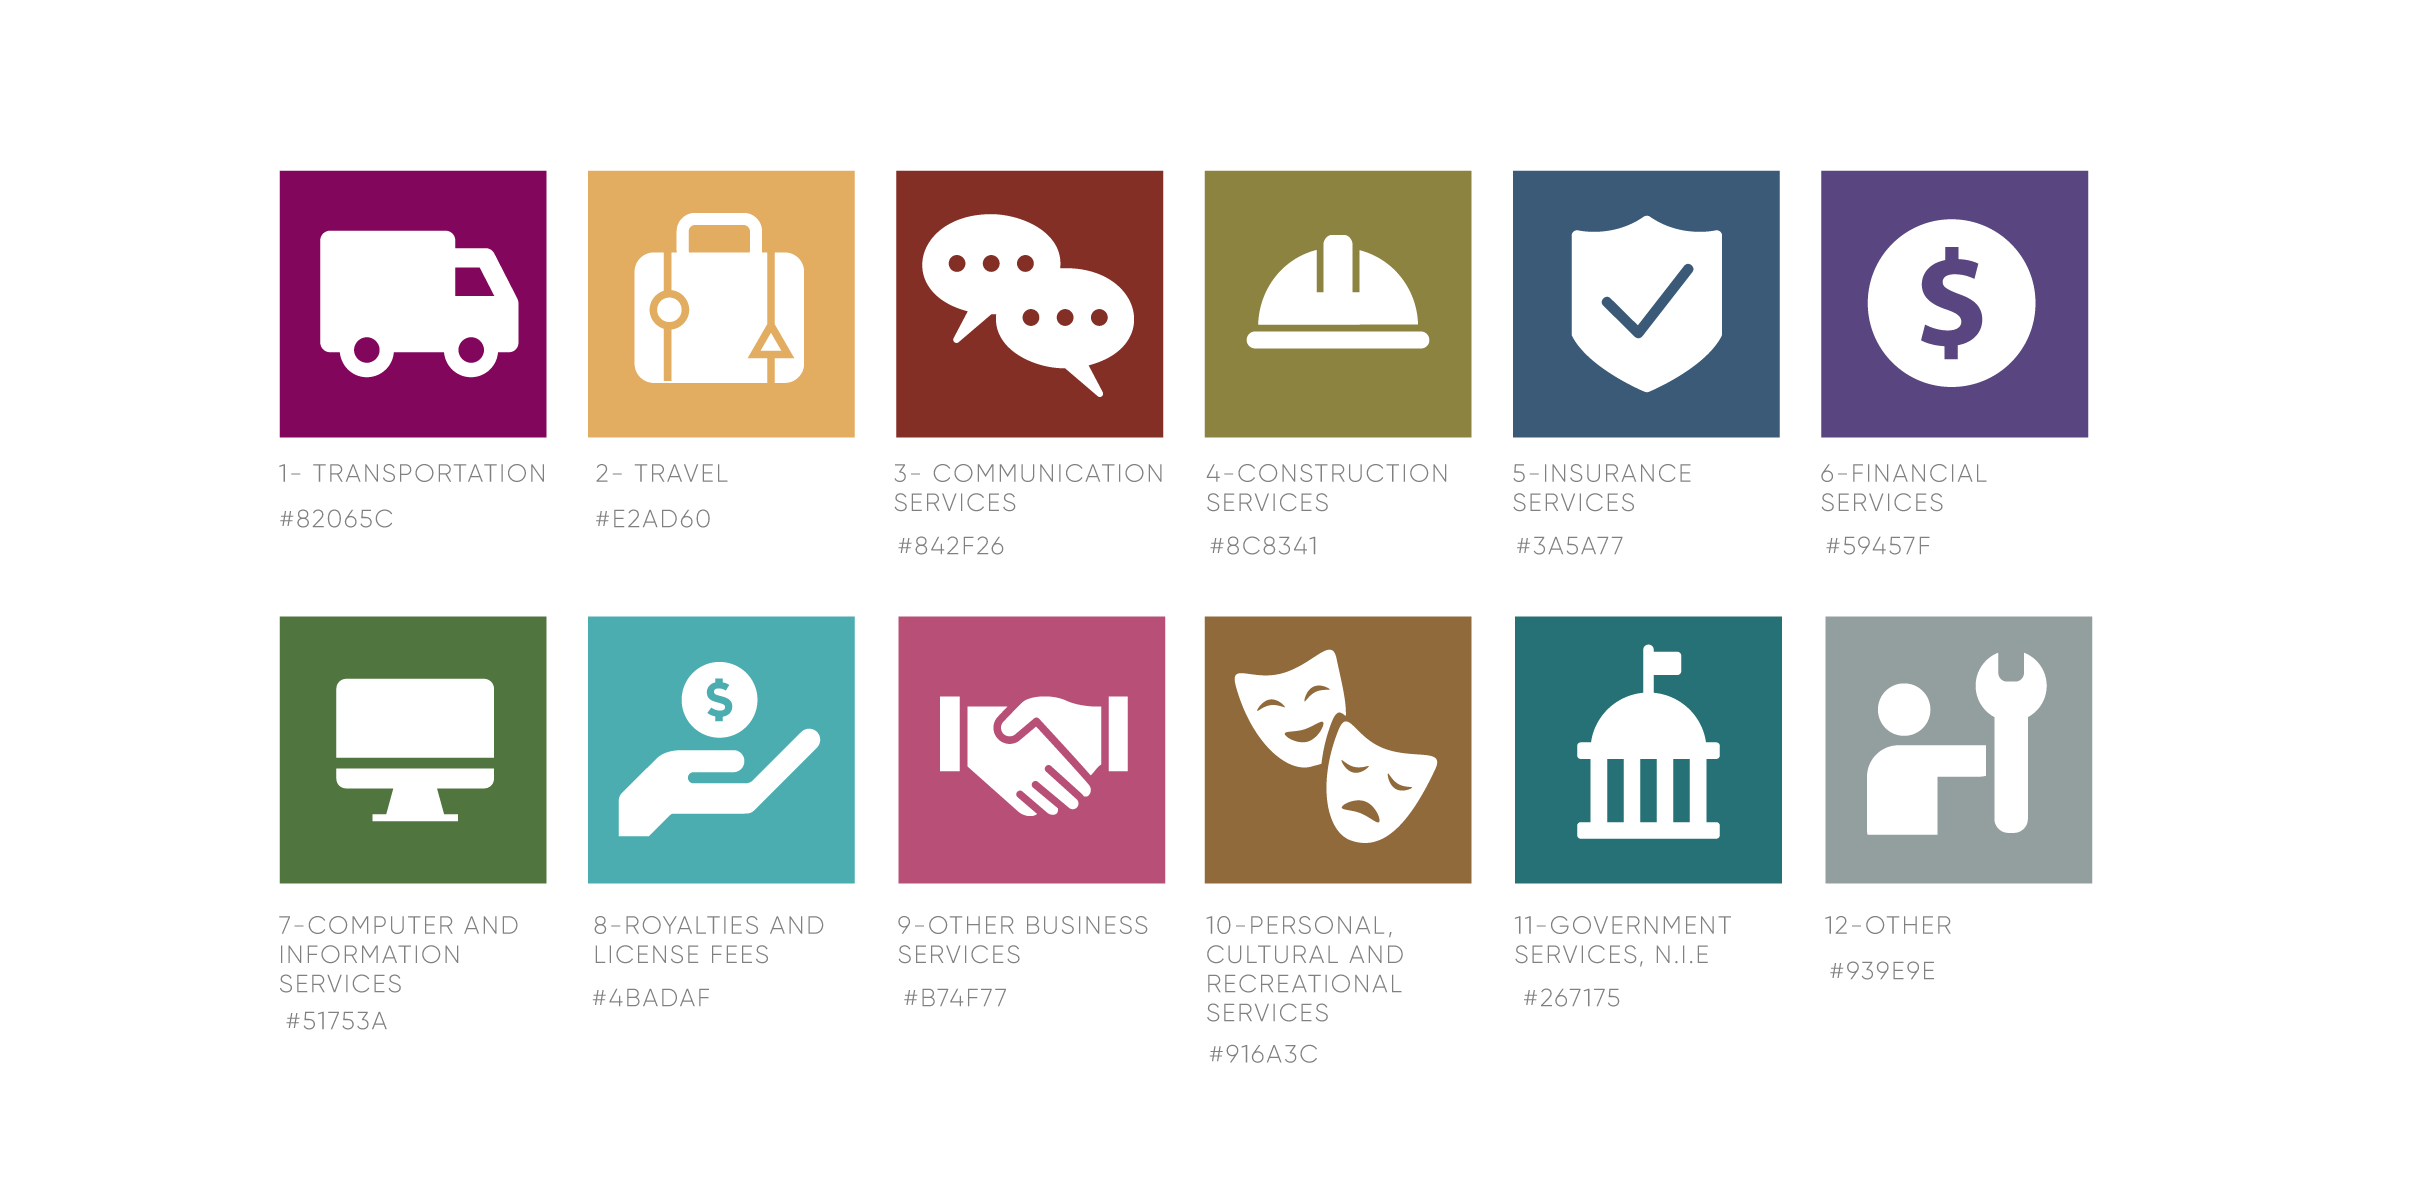 1- TRANSPORTATION
#82065C
2- TRAVEL
#E2AD60
3- COMMUNICATION
SERVICES
#842F26
4-CONSTRUCTION
SERVICES
#8C8341
5-INSURANCE
SERVICES
#3A5A77
6-FINANCIAL
SERVICES
#59457F
7-COMPUTER AND
INFORMATION
SERVICES
#51753A
8-ROYALTIES AND
LICENSE FEES
#4BADAF
9-OTHER BUSINESS
SERVICES
#B74F77
10-PERSONAL,
CULTURAL AND
RECREATIONAL
SERVICES
#916A3C
11-GOVERNMENT
SERVICES, N.I.E
#267175
12-OTHER
#939E9E